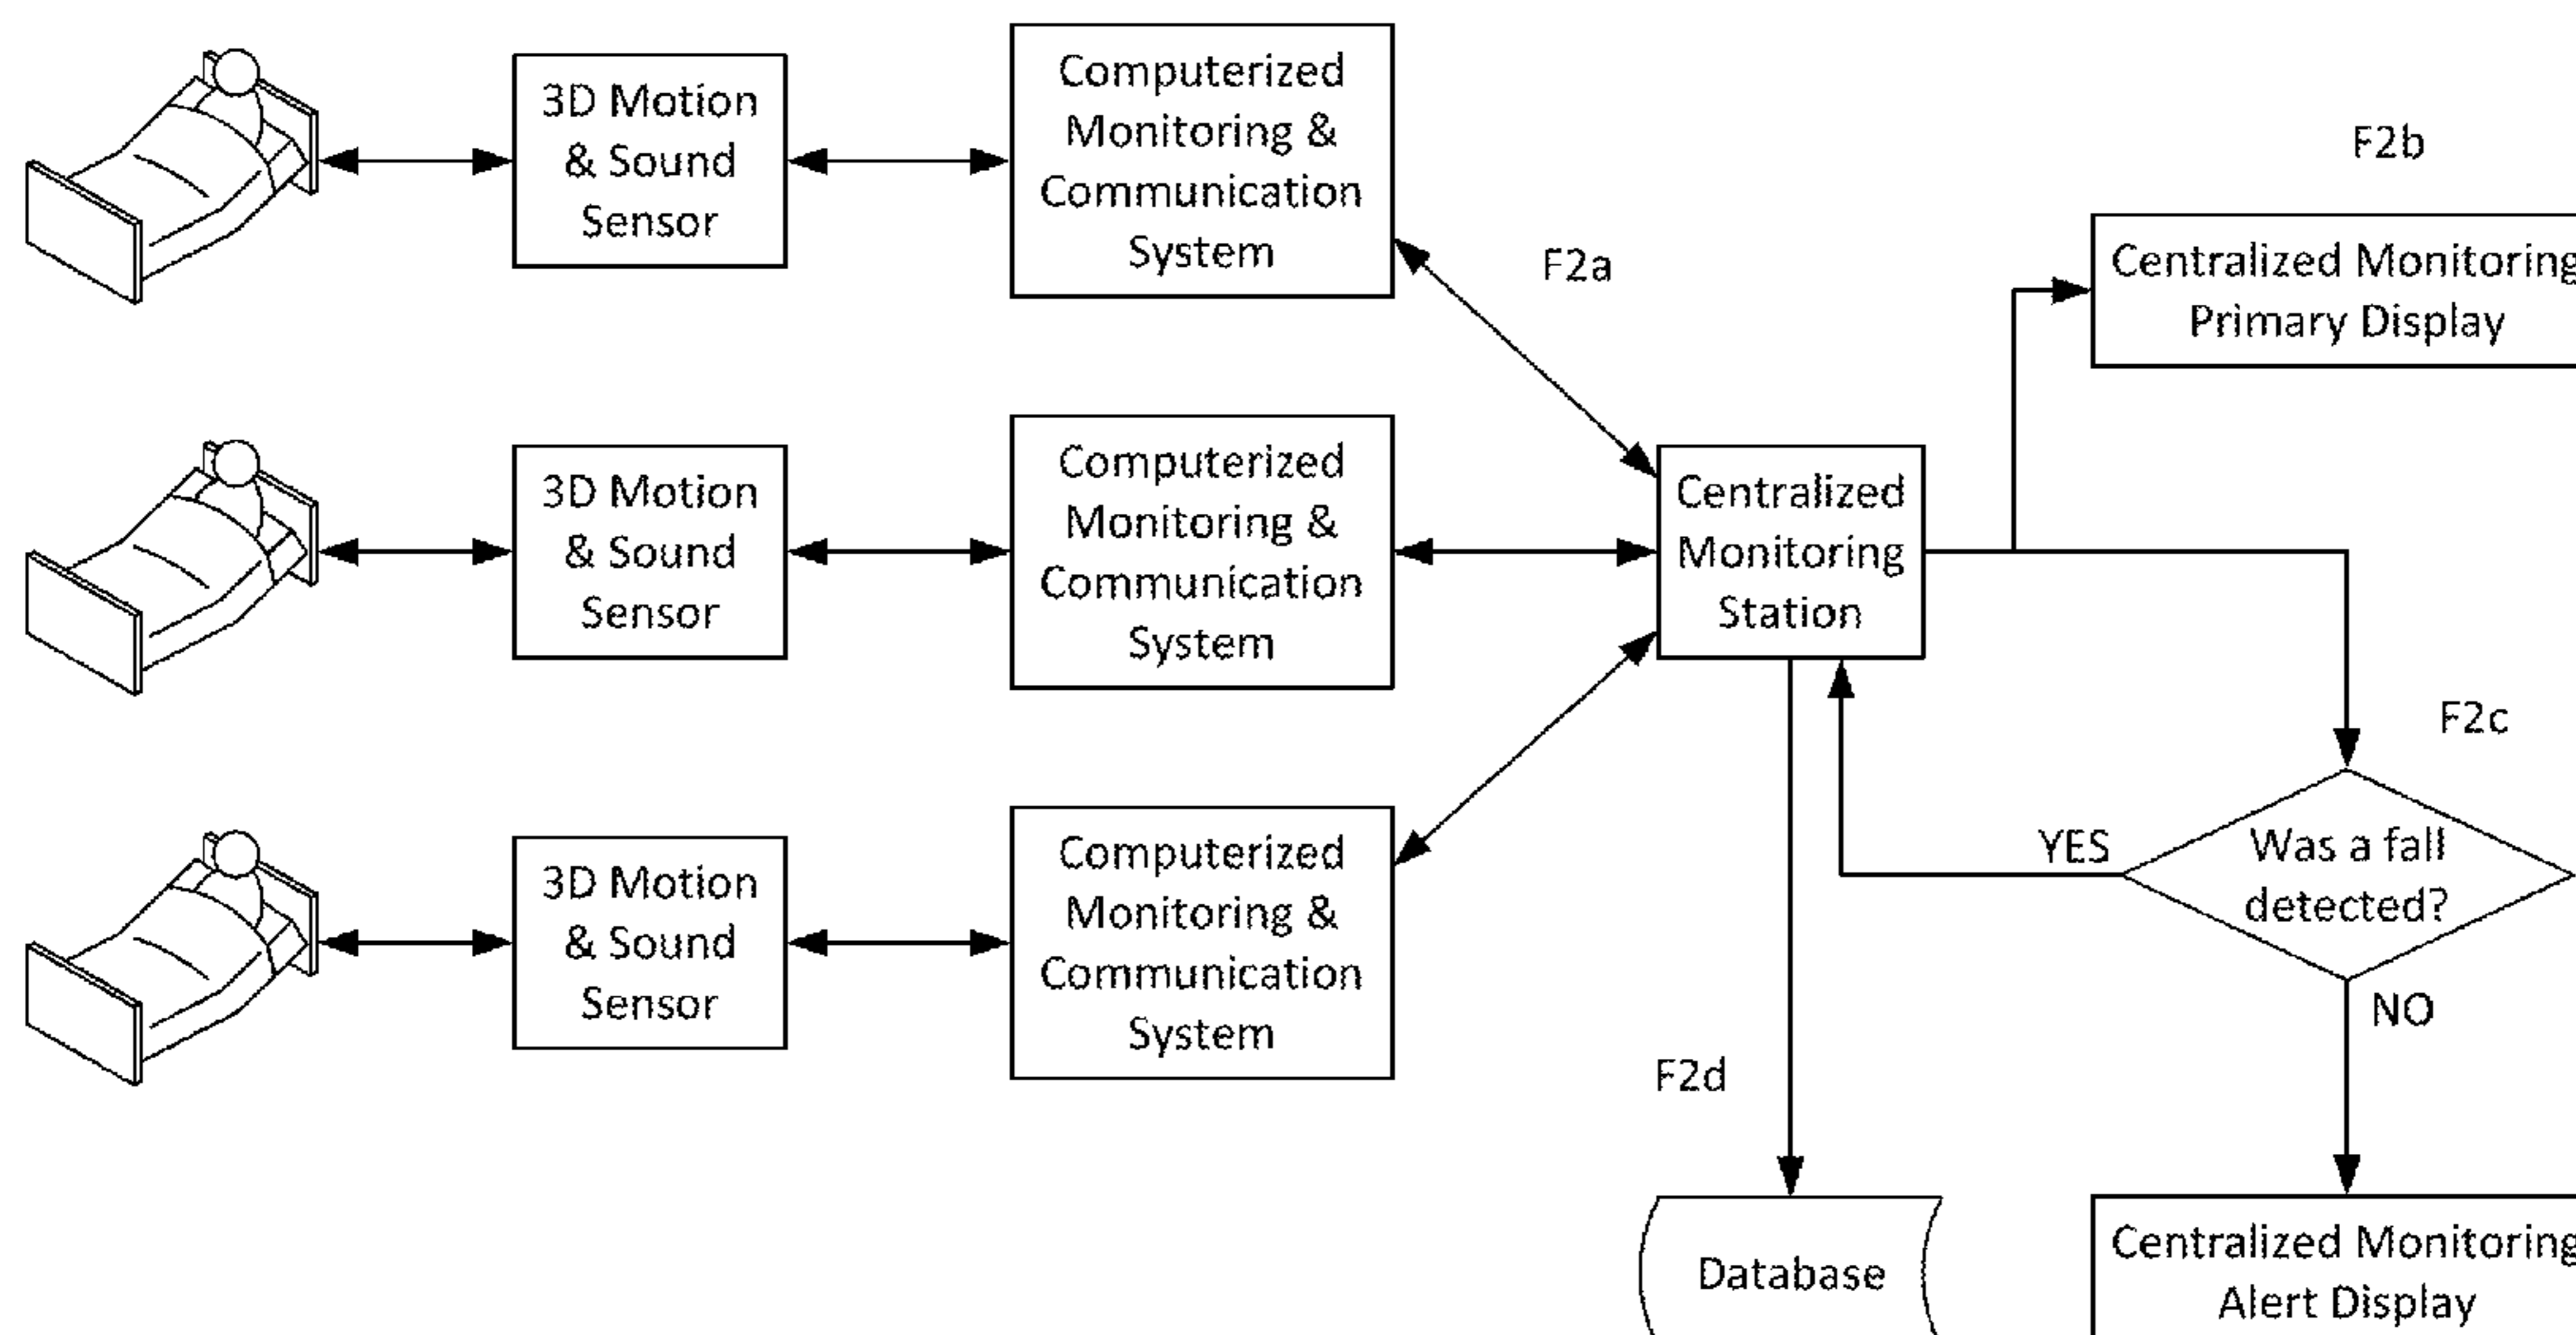 3D Motion
& Sound
Sensor
Computerized
Monitoring &
Communication
System
F2a
F2b
Centralized Monitoring
Primary Display
3D Motion
& Sound
Sensor
Computerized
Monitoring &
Communication
System
Centralized
Monitoring
Station
F2c
3D Motion
& Sound
Sensor
Computerized
Monitoring &
Communication
System
YES
Was a fall
detected?
NO
F2d
Database
Centralized Monitoring
Alert Display